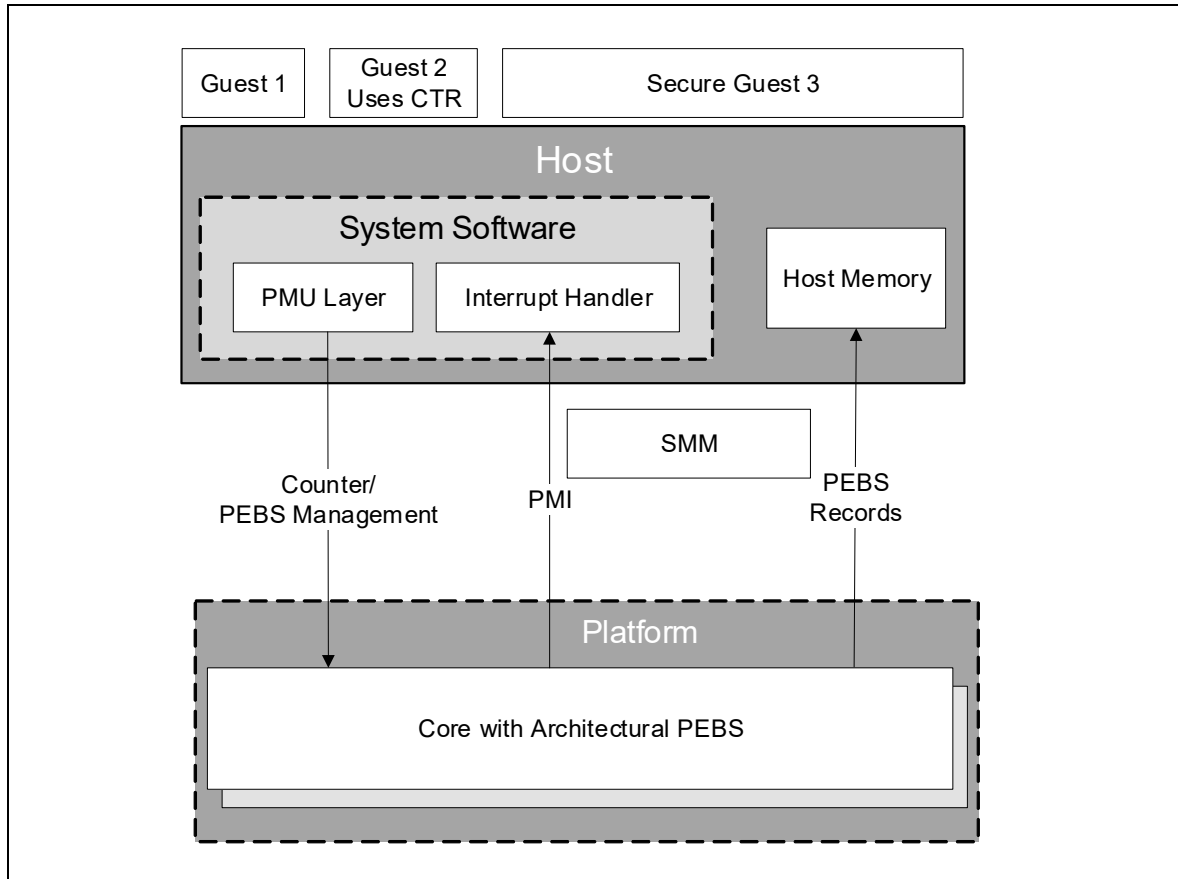 Guest 1
Guest 2
Uses CTR
Secure Guest 3
Host
System Software
PMU Layer
Interrupt Handler
Host Memory
SMM
Counter/
PEBS Management
PMI
PEBS
Records
Platform
Core with Architectural PEBS